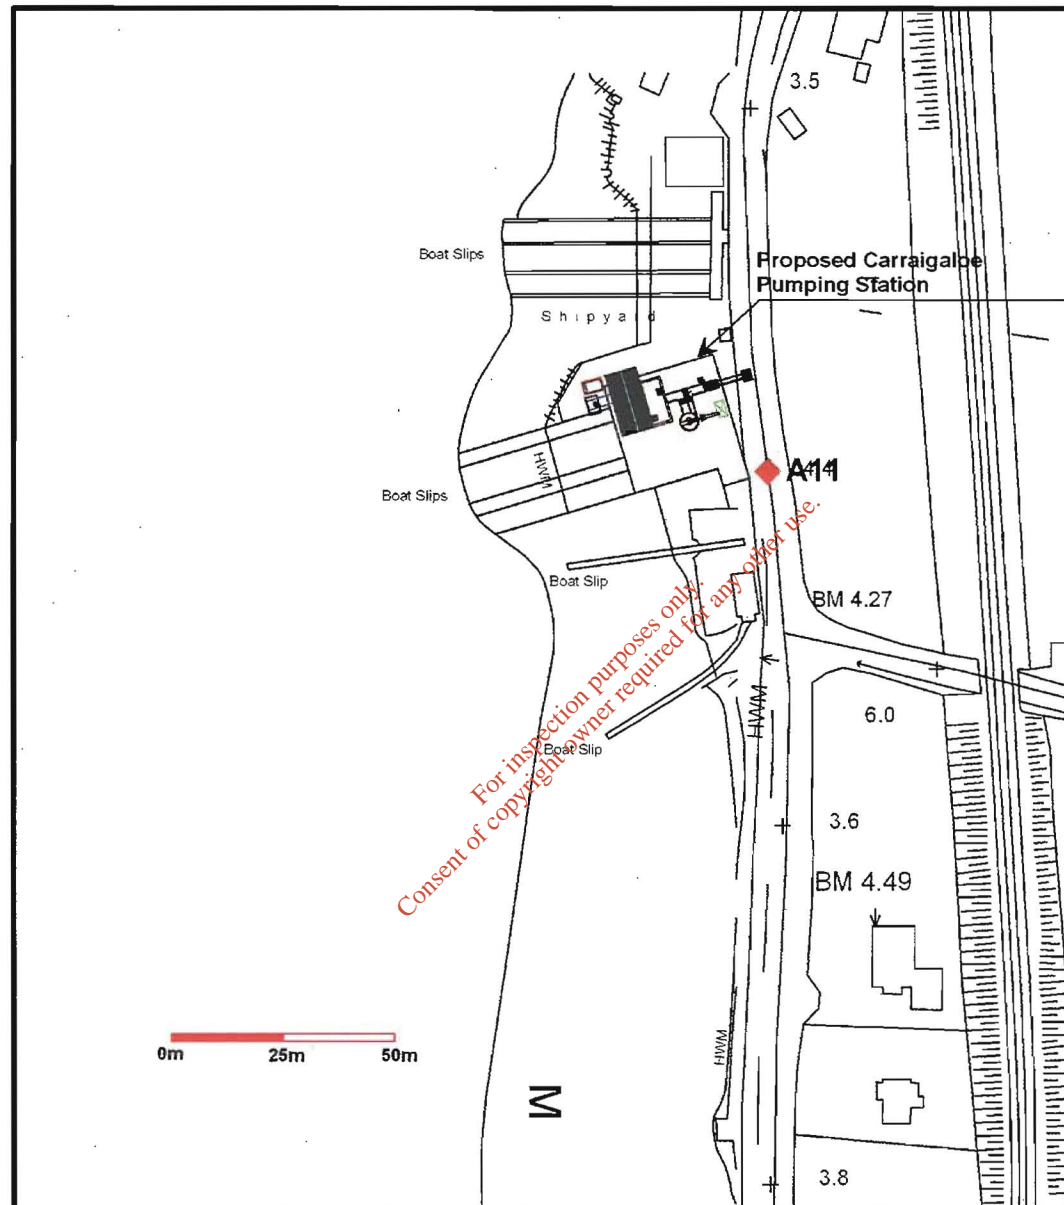 3.5
Boat Slips
Proposed Carraigaloe
Pumping Station
Shipyard
HWM
A11
Boat Slips
Boat Slip
BM 4.27
HWM
6.0
Boat Slip
For inspection purposes only.
Consent of copyright owner required for any other use.
3.6
BM 4.49
0m 25m 50m
HWM
M
3.8